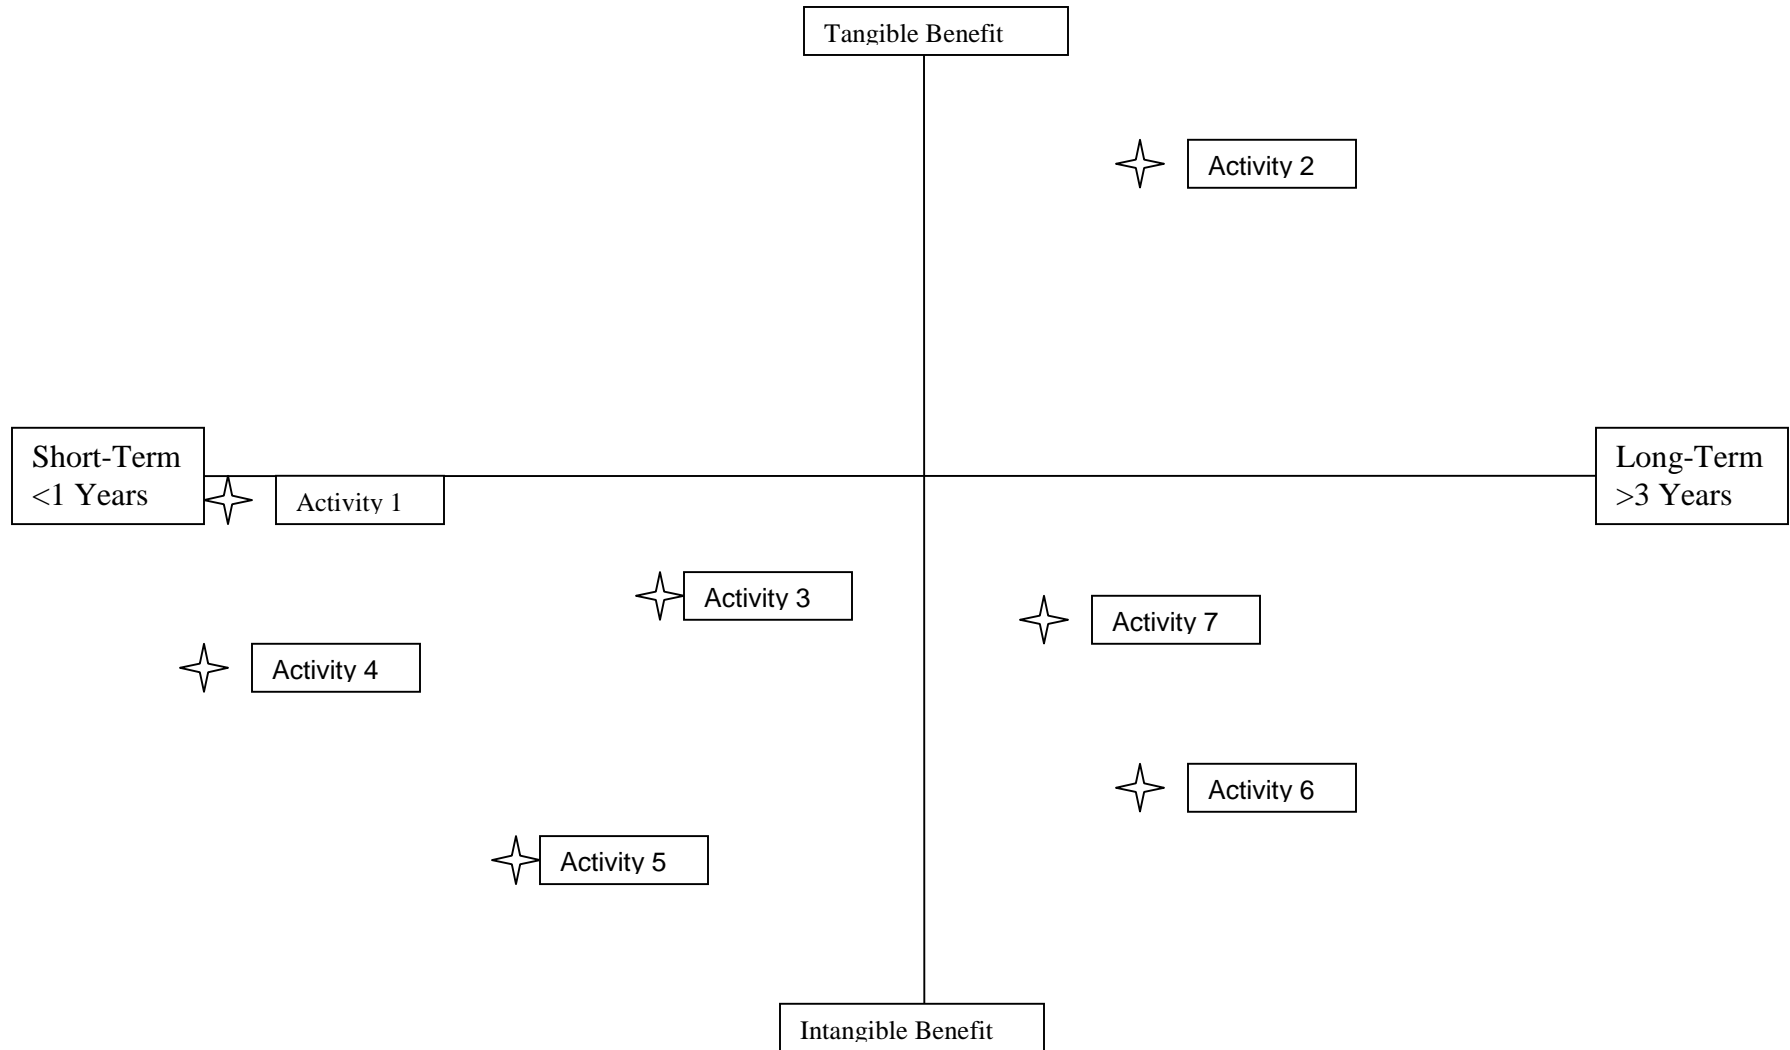 Tangible Benefit
Activity 2
Short-Term
<1 Years
Long-Term
>3 Years
Activity 1
Activity 3
Activity 7
Activity 4
Activity 6
Activity 5
Intangible Benefit